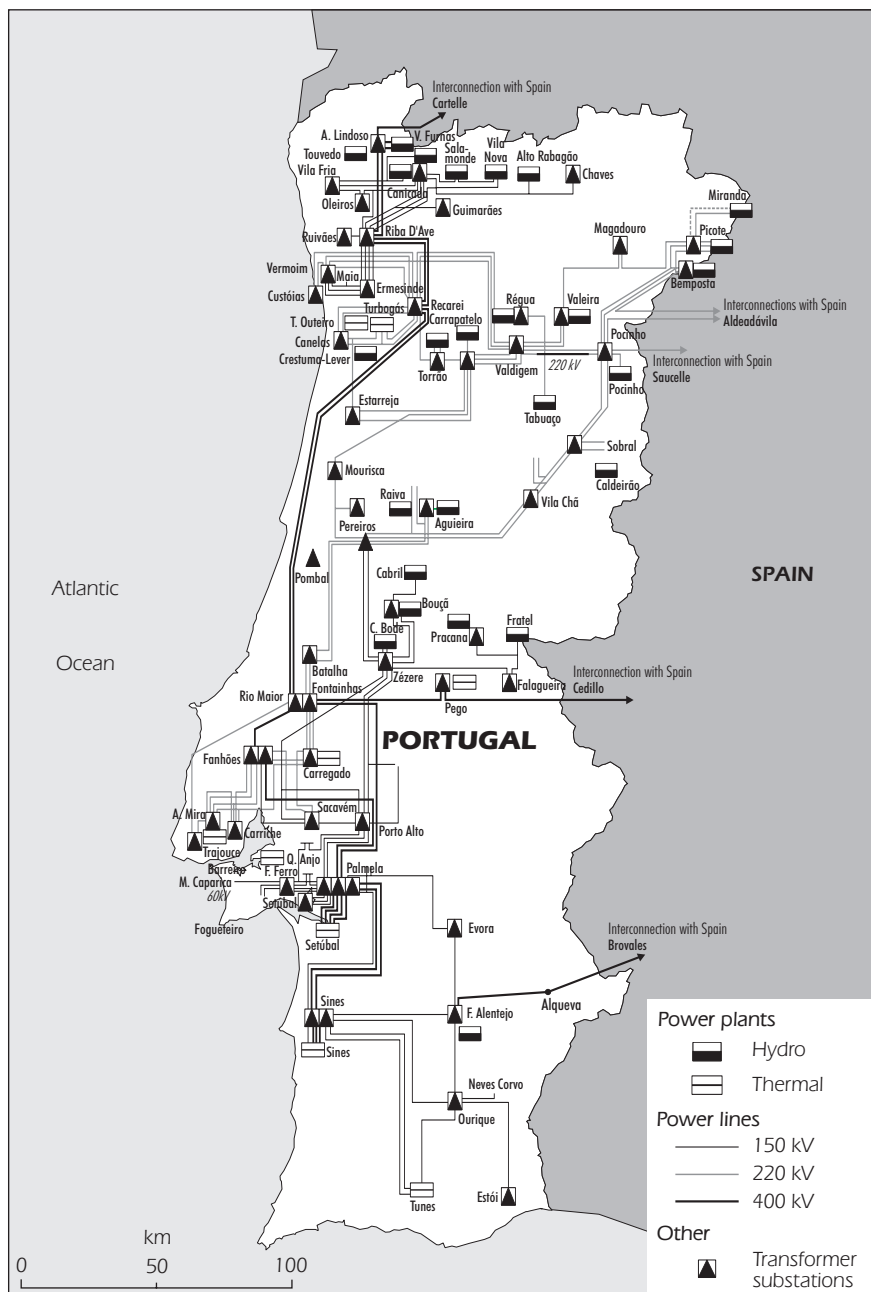 Interconnection with Spain
Cartelle
A. Lindoso
V. Furnas
Touvedo
Sala-
monde
Vila
Nova
Alto Rabagão
Chaves
Vila Fria
Caniçada
Oleiros
Guimarães
Miranda
Ruivães
Riba D'Ave
Magadouro
Picote
Vermoim
Maia
Ermesinde
Bemposta
Custóias
Turbogás
Recarei
Régua
Valeira
Interconnections with Spain
Aldeadávila
T. Outeiro
Carrapatelo
Canelas
Crestuma-Lever
Torrão
Valdigem
220 kV
Pocinho
Interconnection with Spain
Saucelle
Pocinho
Estarreja
Tabuaço
Sobral
Mourisca
Caldeirão
Raiva
Vila Chã
Pereiros
Aguieira
Pombal
Cabril
SPAIN
Atlantic
Ocean
Bouçã
C. Bode
Pracana
Fratel
Batalha
Zézere
Falagueira
Interconnection with Spain
Cedillo
Rio Maior
Fontainhas
Pego
PORTUGAL
Fanhões
Carregado
A. Mira
Sacavém
Carriche
Porto Alto
Trajouce
Barreiro
Q. Anjo
F. Ferro
Palmela
M. Caparica
60kV
Setúbal
Fogueteiro
Setúbal
Evora
Interconnection with Spain
Brovales
Sines
F. Alentejo
Alqueva
Sines
Neves Corvo
Ourique
Tunes
Estói
Power plants
Hydro
Thermal
Power lines
150 kV
220 kV
400 kV
Other
Transformer
substations
km
0
50
100